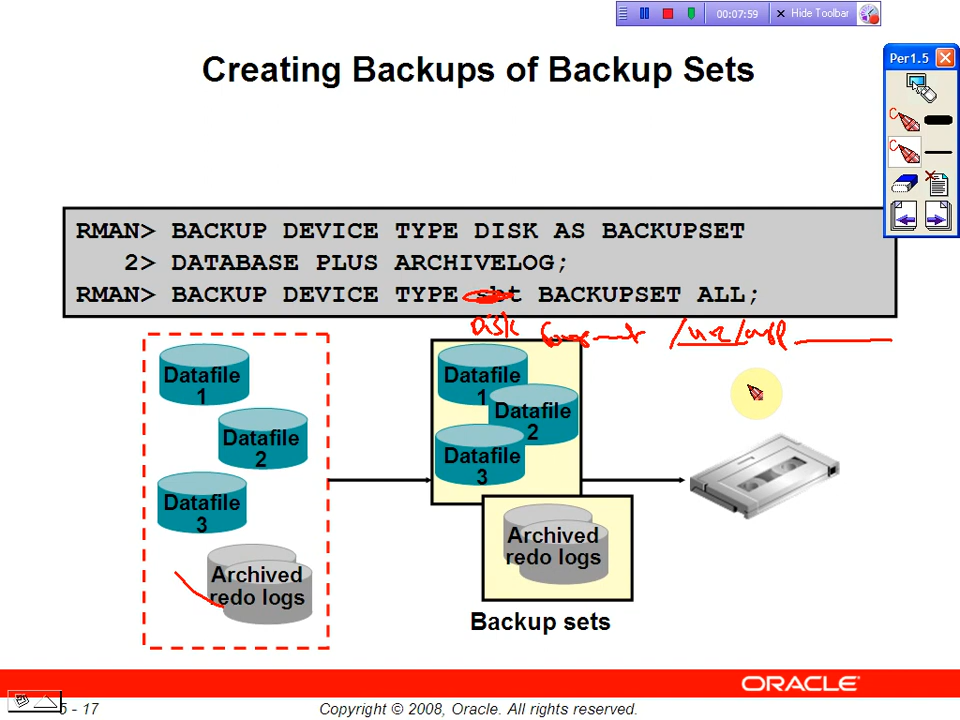 00:07:59 Hide Toolbar
Creating Backups of Backup Sets
Per1.5
RMAN> BACKUP DEVICE TYPE DISK AS BACKUPSET
2> DATABASE PLUS ARCHIVELOG;
RMAN> BACKUP DEVICE TYPE sbt BACKUPSET ALL;
DISK
Datafile
1
Datafile
2
Datafile
3
Archived
redo logs
Datafile
1
Datafile
2
Datafile
3
Archived
redo logs
Backup sets
ORACLE
5 - 17
Copyright © 2008, Oracle. All rights reserved.